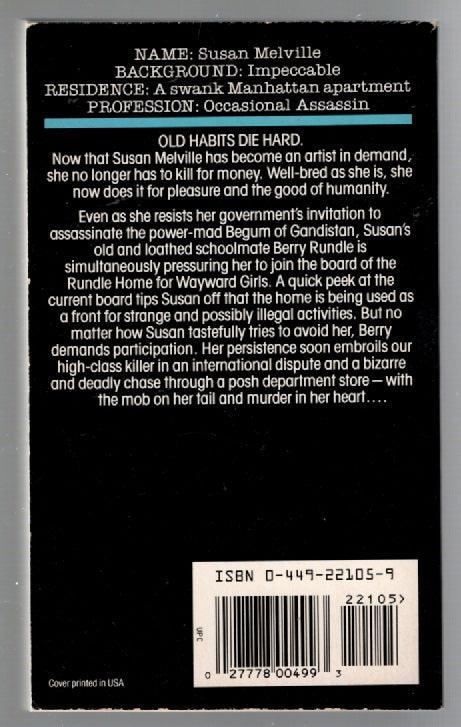 NAME: Susan Melville
BACKGROUND: Impeccable
RESIDENCE: A swank Manhattan apartment
PROFESSION: Occasional Assassin
OLD HABITS DIE HARD.
Now that Susan Melville has become an artist in demand,
she no longer has to kill for money. Well-bred as she is, she
now does it for pleasure and the good of humanity.
Even as she resists her government's invitation to
assassinate the power-mad Begum of Gandistan, Susan's
old and loathed schoolmate Berry Rundle is
simultaneously pressuring her to join the board of the
Rundle Home for Wayward Girls. A quick peek at the
current board tips Susan off that the home is being used as
a front for strange and possibly illegal activities. But no
matter how Susan tastefully tries to avoid her, Berry
demands participation. Her persistence soon embroils our
high-class killer in an international dispute and a bizarre
and deadly chase through a posh department store — with
the mob on her tail and murder in her heart....
ISBN 0-449-22105-9
22105>
UPC
0 27778 00499 3
Cover printed in USA